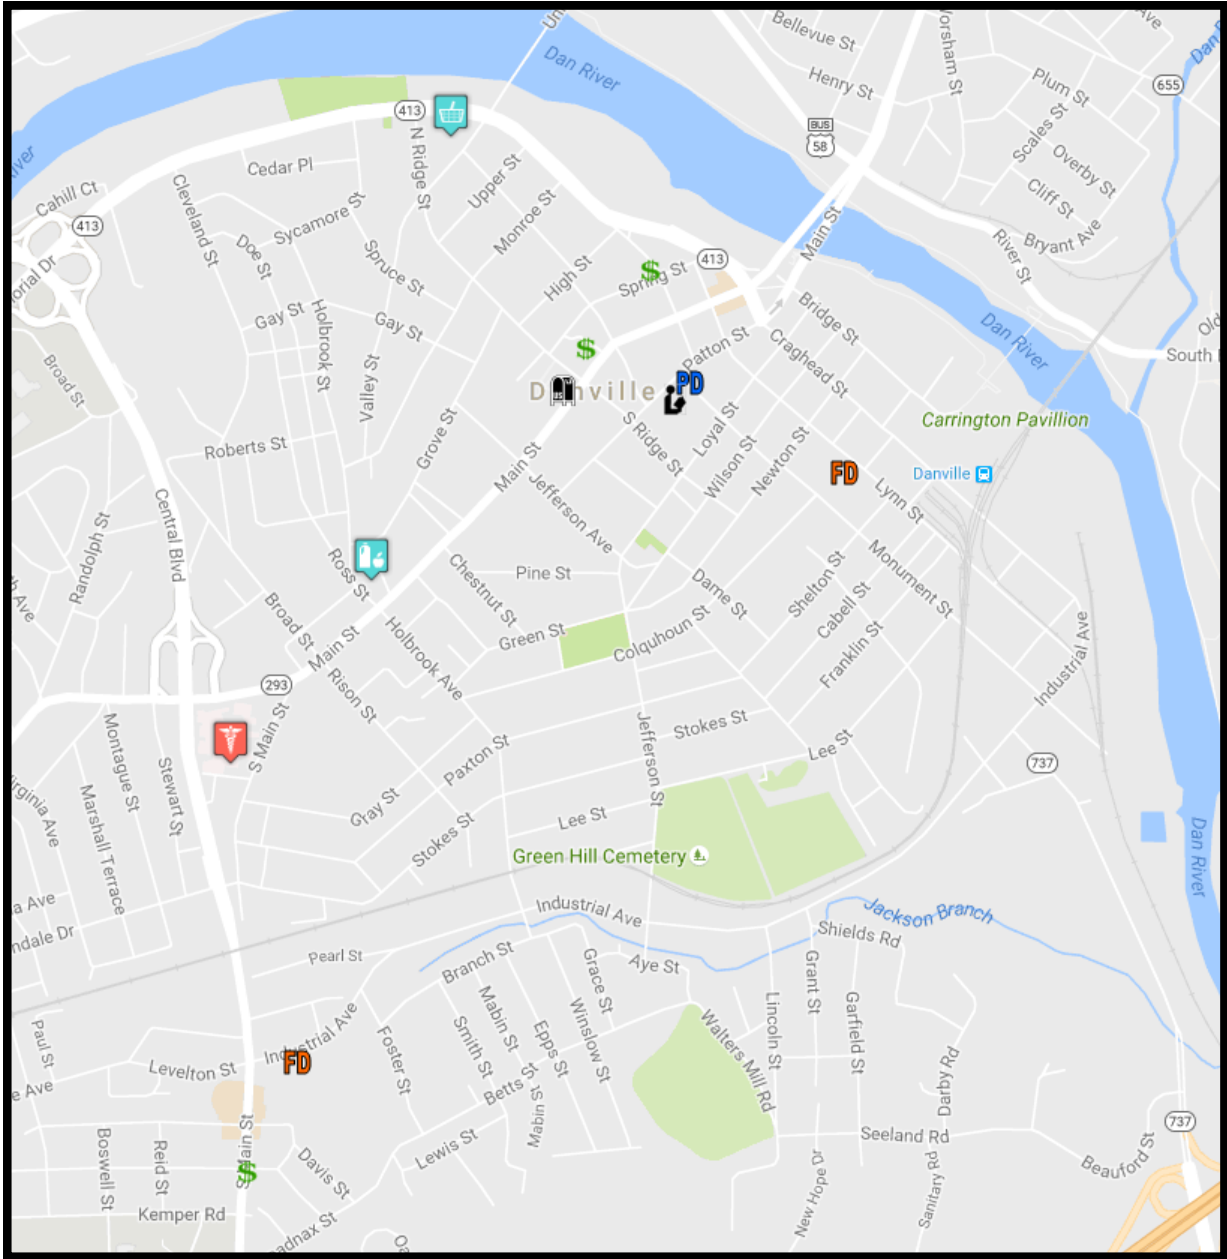 Dan River
Bellevue St
Henry St
Plum St
655
Scales St
Overby St
Cliff St
Bryant Ave
River St
BUS
58
413
N Ridge St
Cedar Pl
Upper St
Monroe St
Cahill Ct
413
Cleveland St
Doe St
Sycamore St
Spruce St
High St
Spring St
$
413
Main St
Bridge St
Dan River
South
Broad St
Gay St
Holbrook St
Gay St
Valley St
$
Patton St
Craghead St
PD
Carrington Pavillion
Roberts St
Grove St
Main St
S Ridge St
Loyal St
Wilson St
Newton St
FD
Danville
Lynn St
Central Blvd
Randolph St
Jefferson Ave
Ross St
Pine St
Chestnut St
Dame St
Shelton St
Monument St
Cabell St
Franklin St
Broad St
Main St
Holbrook Ave
Green St
Colquhoun St
Industrial Ave
293
Rison St
S Main St
Montague St
Stewart St
Marshall Terrace
Paxton St
Jefferson St
Stokes St
Lee St
737
Gray St
Stokes St
Lee St
Green Hill Cemetery
Dan River
Industrial Ave
Jackson Branch
Shields Rd
Pearl St
Branch St
Aye St
Grace St
Grant St
Garfield St
Lincoln St
Paul St
Industrial Ave
Mabin St
Winslow St
Walters Mill Rd
Levelton St
FD
Foster St
Smith St
Epps St
Betts St
Darby Rd
Mabin St
Lewis St
Seeland Rd
737
Beauford St
Boswell St
Reid St
$
Davis St
New Hope Dr
Sanitary Rd
Kemper Rd